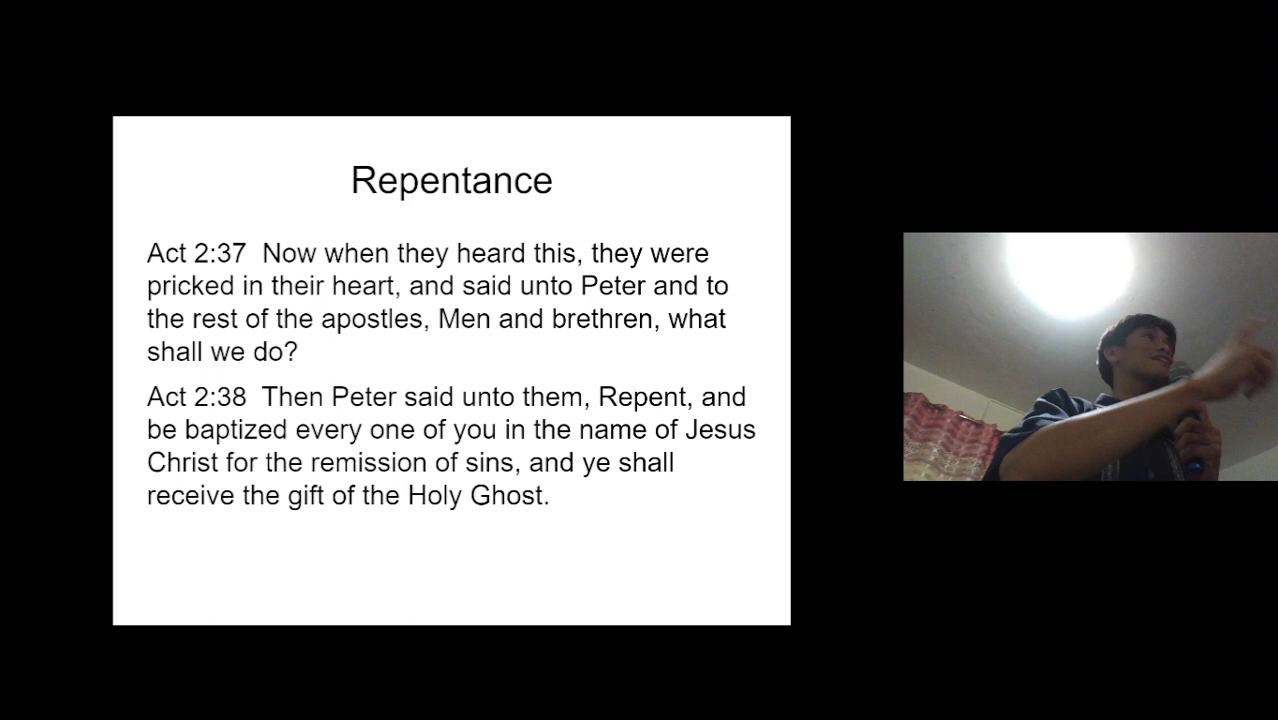 Repentance
Act 2:37  Now when they heard this, they were
pricked in their heart, and said unto Peter and to
the rest of the apostles, Men and brethren, what
shall we do?
Act 2:38  Then Peter said unto them, Repent, and
be baptized every one of you in the name of Jesus
Christ for the remission of sins, and ye shall
receive the gift of the Holy Ghost.